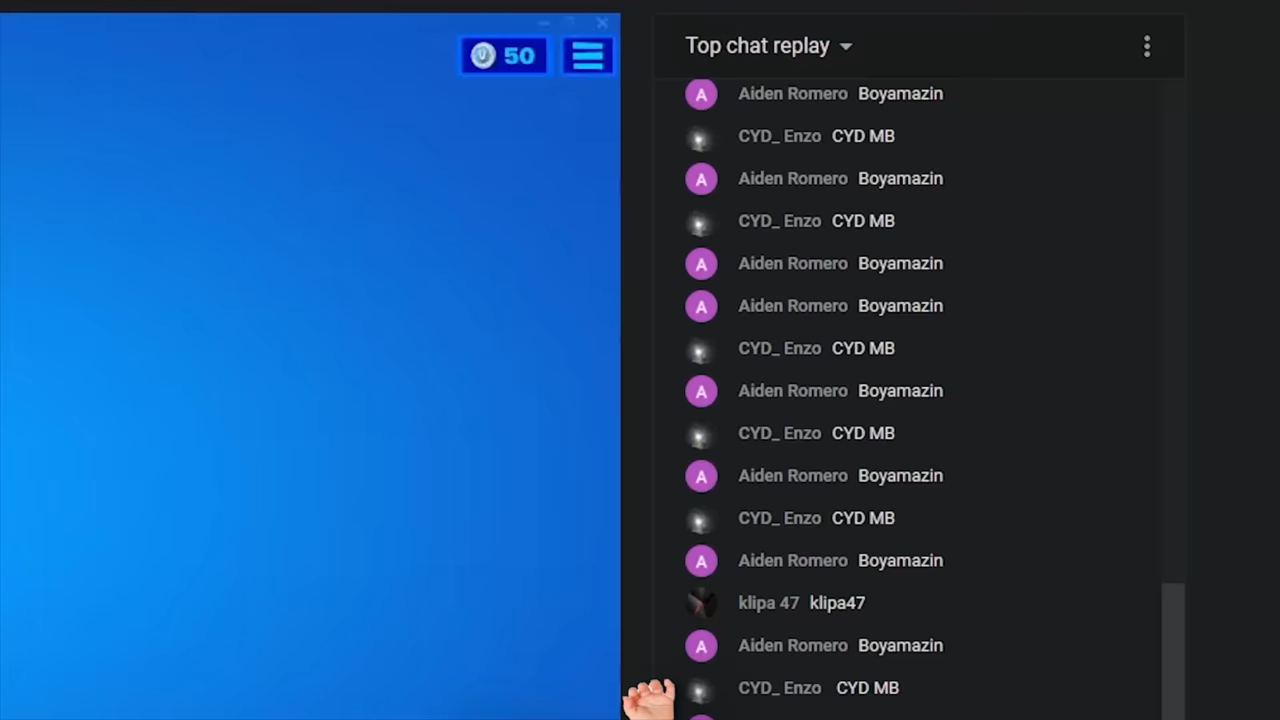 50
Top chat replay
Aiden Romero Boyamazin
CYD_ Enzo CYD MB
A Aiden Romero Boyamazin
CYD_ Enzo CYD MB
A Aiden Romero Boyamazin
A Aiden Romero Boyamazin
CYD_ Enzo CYD MB
A Aiden Romero Boyamazin
CYD_ Enzo CYD MB
A Aiden Romero Boyamazin
CYD_ Enzo CYD MB
A Aiden Romero Boyamazin
klipa 47 klipa47
A Aiden Romero Boyamazin
CYD_ Enzo CYD MB